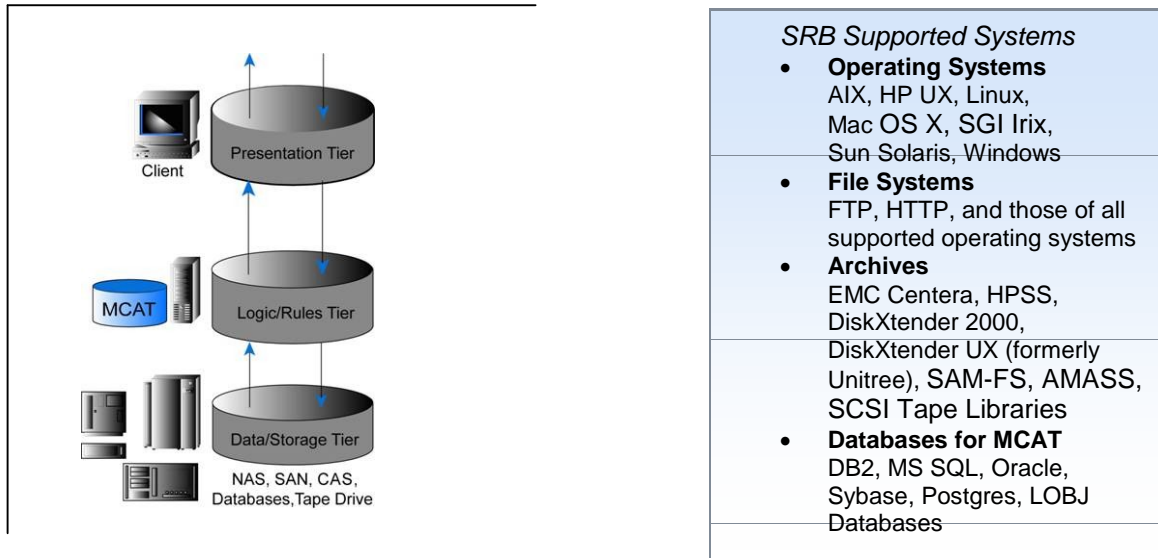 Presentation Tier
Client
MCAT
Logic/Rules Tier
Data/Storage Tier
NAS, SAN, CAS,
Databases,Tape Drive
SRB Supported Systems
• Operating Systems
AIX, HP UX, Linux,
Mac OS X, SGI Irix,
Sun Solaris, Windows
• File Systems
FTP, HTTP, and those of all
supported operating systems
• Archives
EMC Centera, HPSS,
DiskXtender 2000,
DiskXtender UX (formerly
Unitree), SAM-FS, AMASS,
SCSI Tape Libraries
• Databases for MCAT
DB2, MS SQL, Oracle,
Sybase, Postgres, LOBJ
Databases